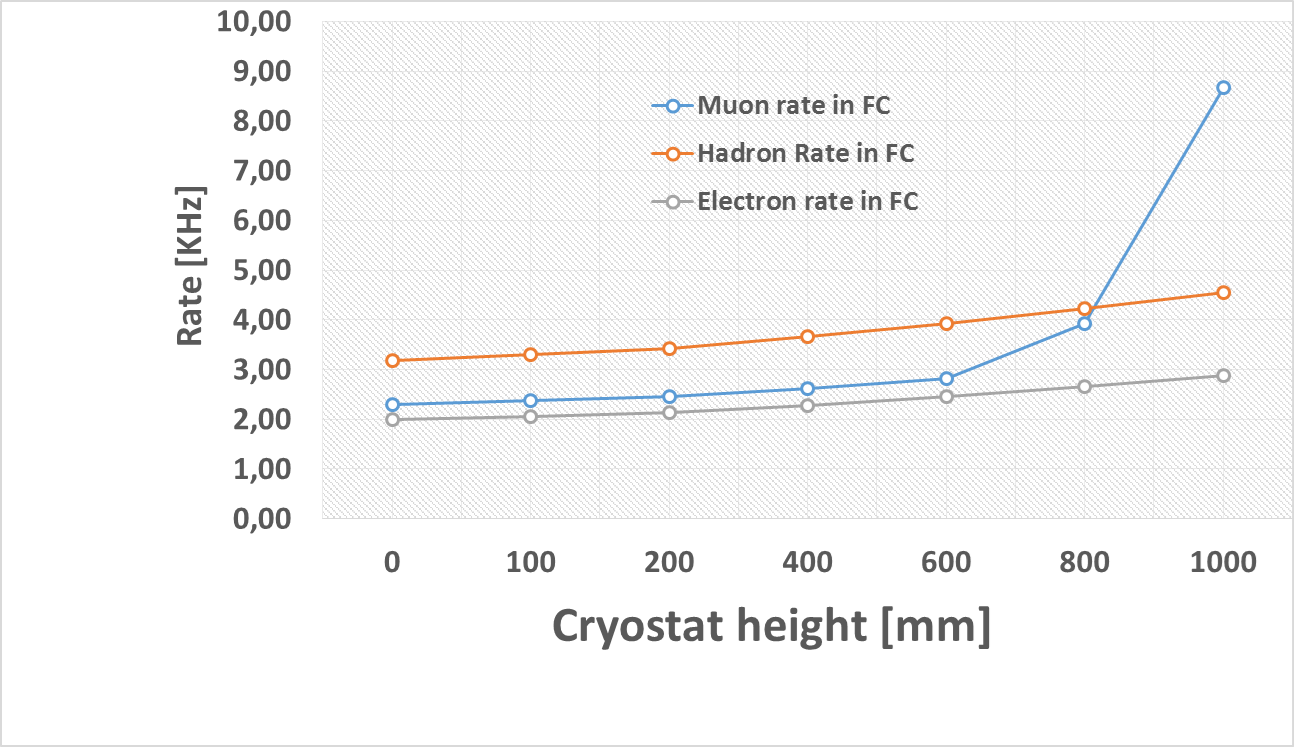 10,00
9,00
8,00
7,00
6,00
5,00
4,00
3,00
2,00
1,00
0,00
Rate [KHz]
Muon rate in FC
Hadron Rate in FC
Electron rate in FC
0 100 200 400 600 800 1000
Cryostat height [mm]